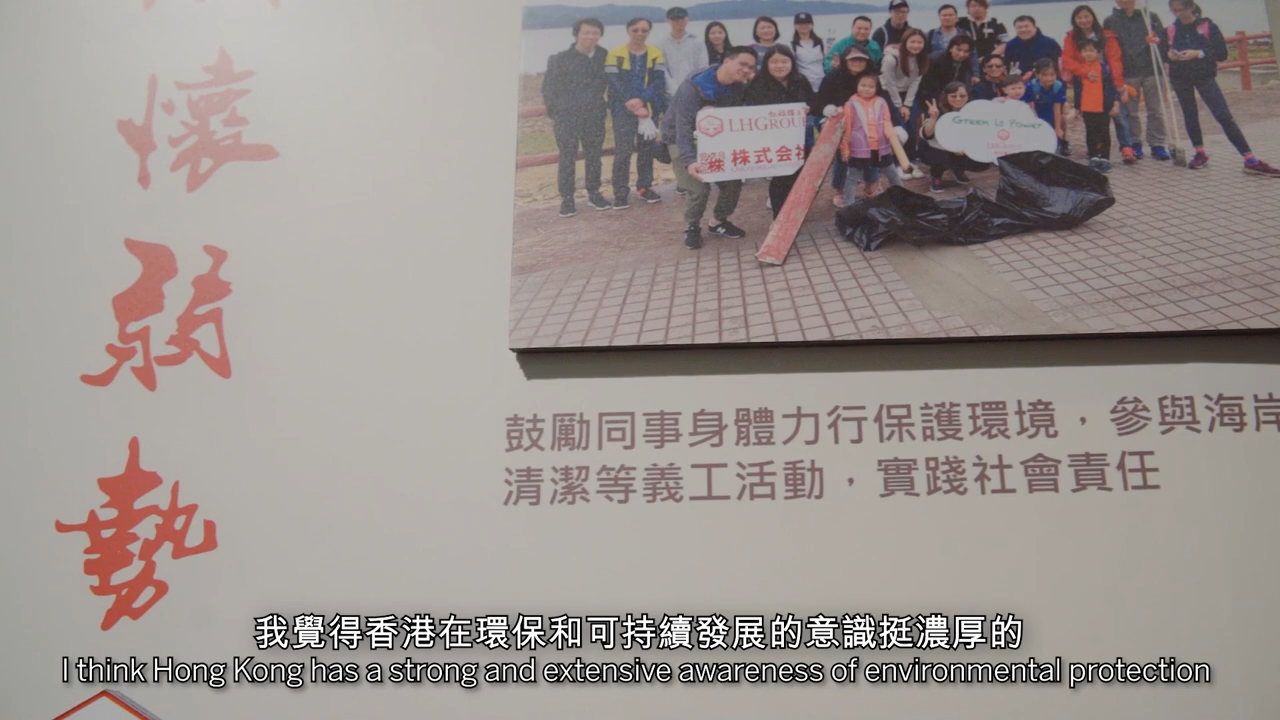 懷
弱
勢
LHGROUP
株式会社
Green is Power
鼓勵同事身體力行保護環境，參與海岸
清潔等義工活動，實踐社會責任
我覺得香港在環保和可持續發展的意識挺濃厚的
I think Hong Kong has a strong and extensive awareness of environmental protection